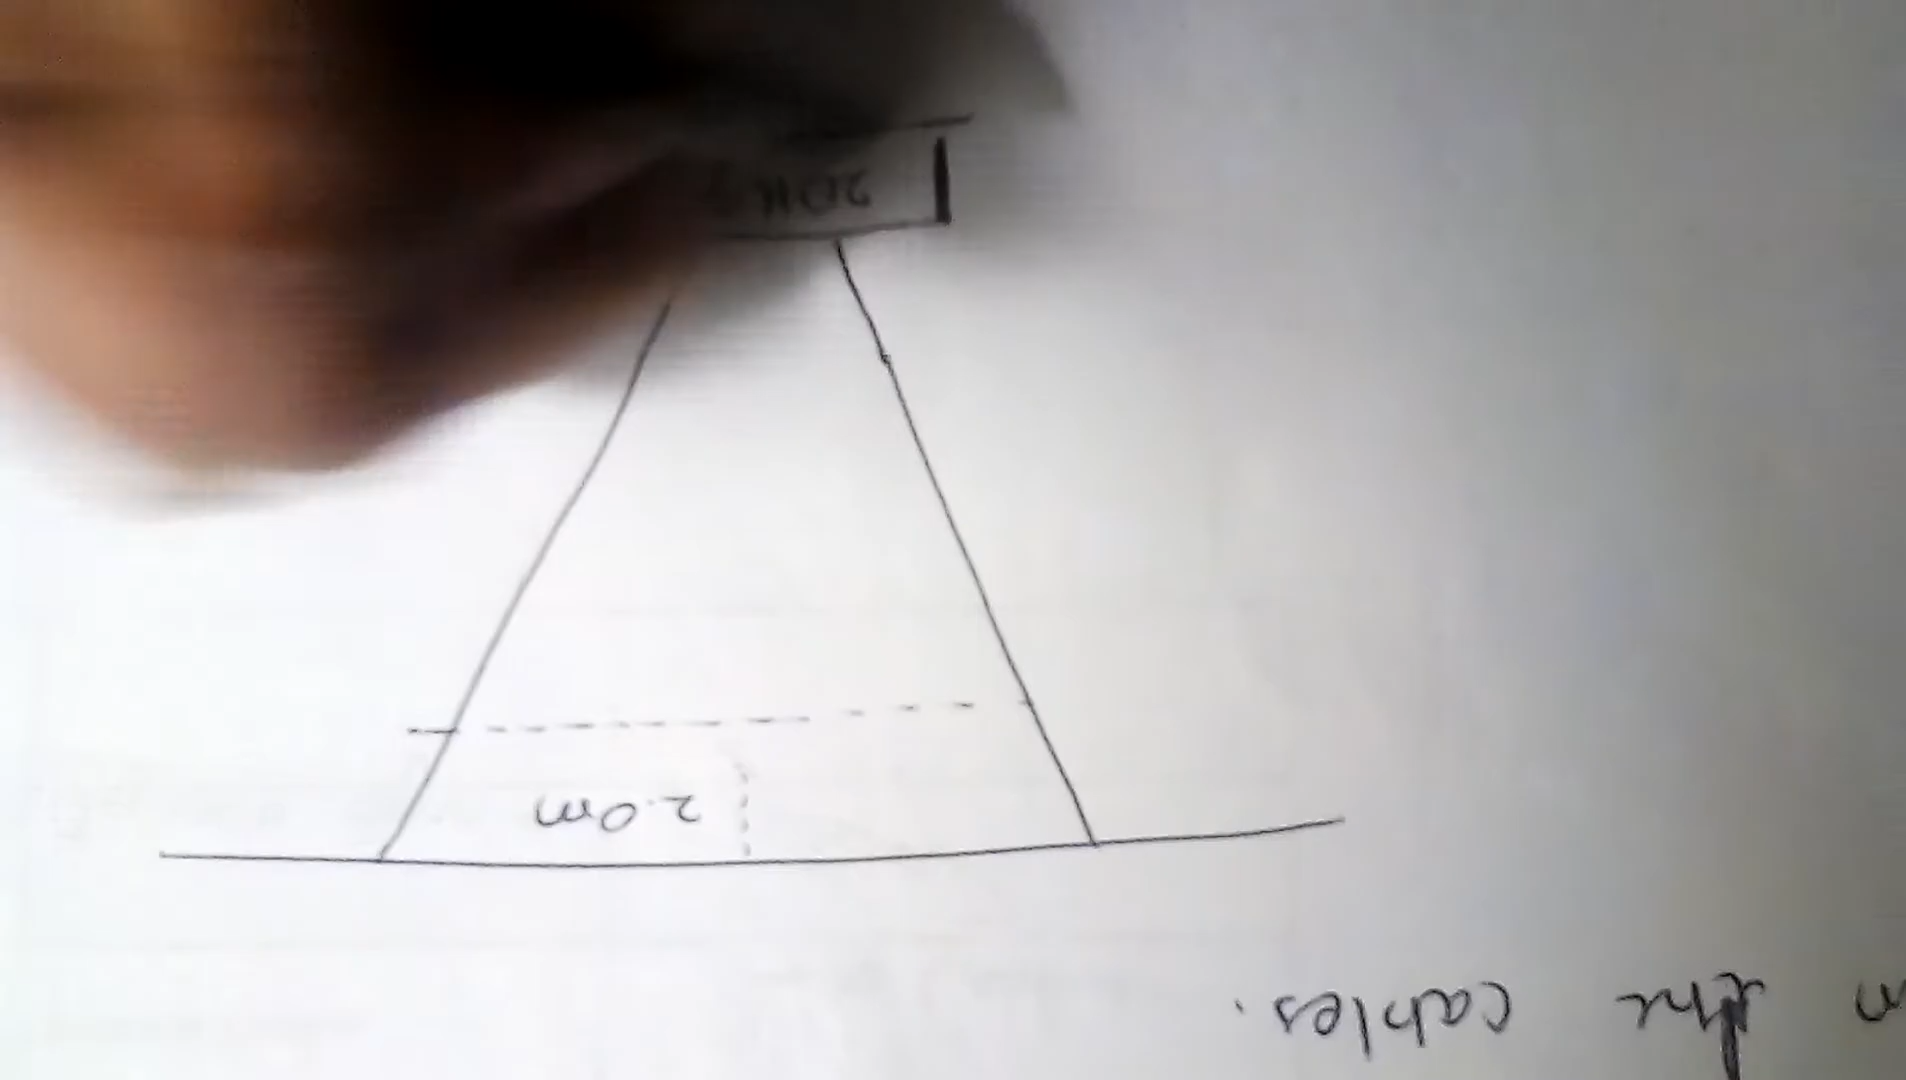 the cables.
2.0m